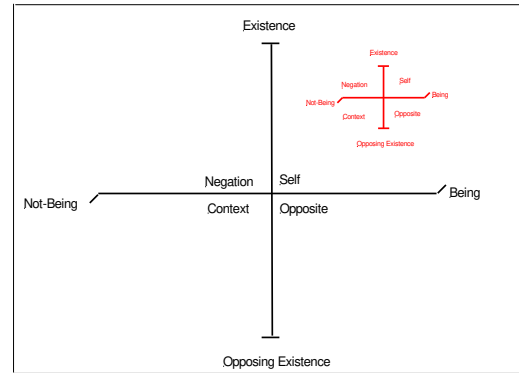 Existence
Existence
Negation Self
Not-Being Being
Context Opposite
Opposing Existence
Negation Self
Not-Being Being
Context Opposite
Opposing Existence